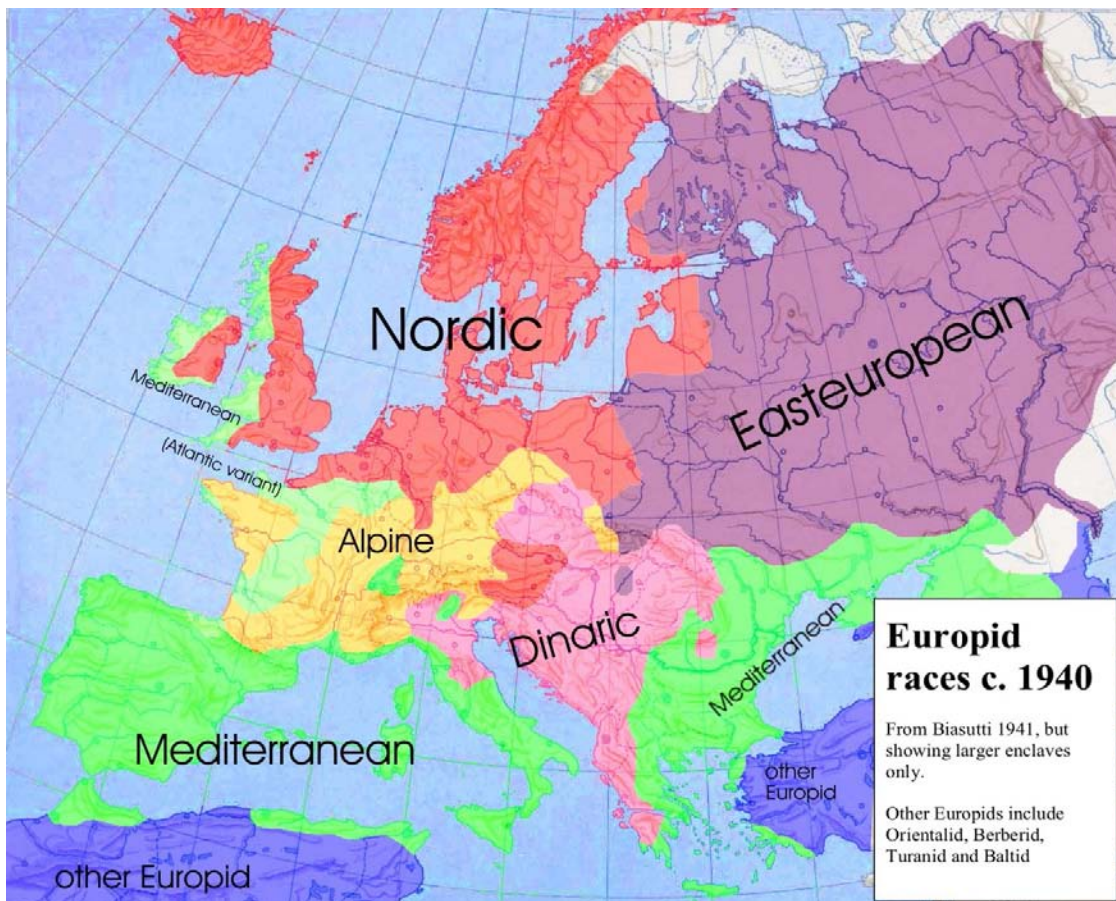 Nordic
Easteuropean
Mediterranean
(Atlantic variant)
Alpine
Dinaric
Mediterranean
Mediterranean
other
Europid
other Europid
Europid
races c. 1940
From Biasutti 1941, but
showing larger enclaves
only.
Other Europids include
Orientalid, Berberid,
Turanid and Baltid